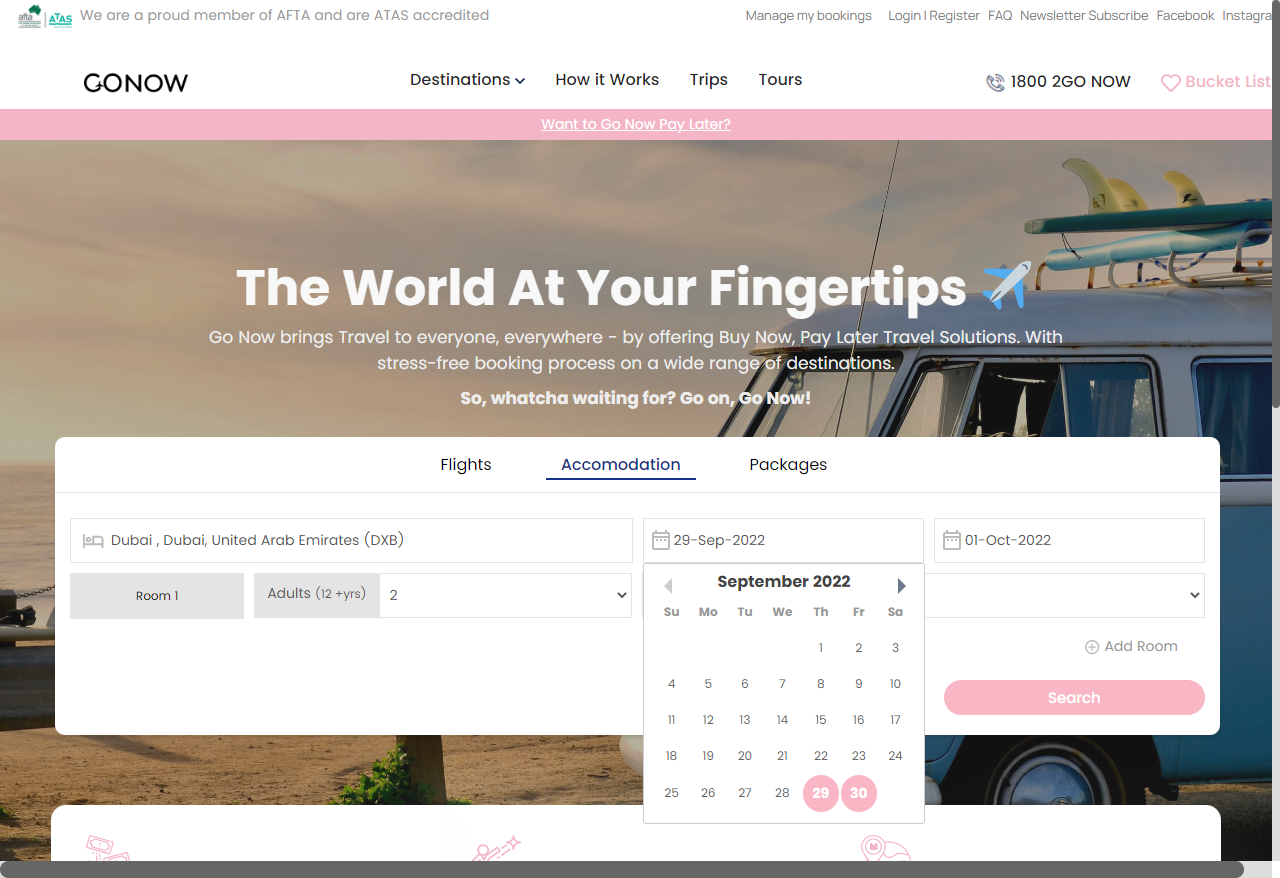 afta ATAS We are a proud member of AFTA and are ATAS accredited Manage my bookings Login | Register FAQ Newsletter Subscribe Facebook Instagra
GONOW Destinations How it Works Trips Tours 1800 2GO NOW Bucket List
Want to Go Now Pay Later?
The World At Your Fingertips
Go Now brings Travel to everyone, everywhere - by offering Buy Now, Pay Later Travel Solutions. With
stress-free booking process on a wide range of destinations.
So, whatcha waiting for? Go on, Go Now!
Flights Accomodation Packages
Dubai , Dubai, United Arab Emirates (DXB) 29-Sep-2022 01-Oct-2022
Room 1 Adults (12 +yrs) 2
September 2022
Su Mo Tu We Th Fr Sa
1 2 3
4 5 6 7 8 9 10
11 12 13 14 15 16 17
18 19 20 21 22 23 24
25 26 27 28 29 30
Add Room
Search